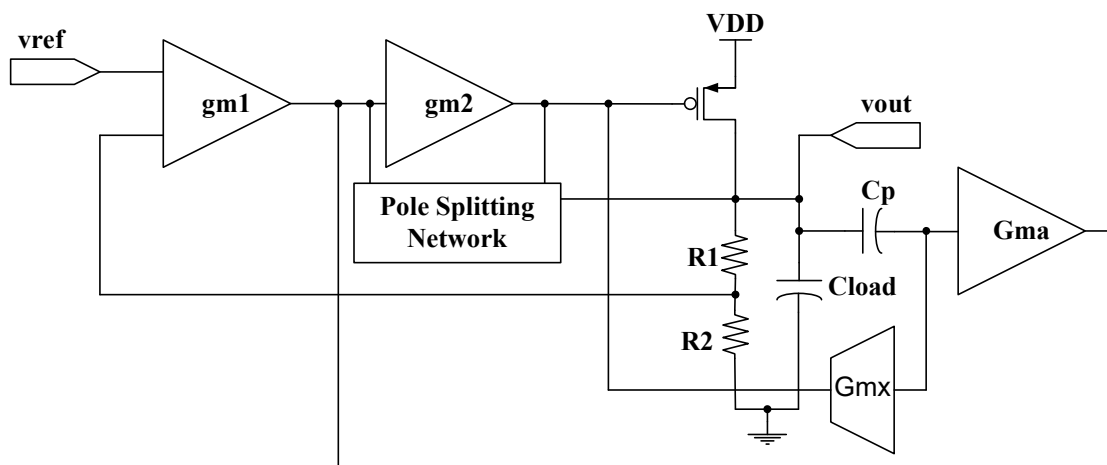 VDD
vref
gm1
gm2
vout
Pole Splitting
Network
Cp
Gma
R1
Cload
R2
Gmx